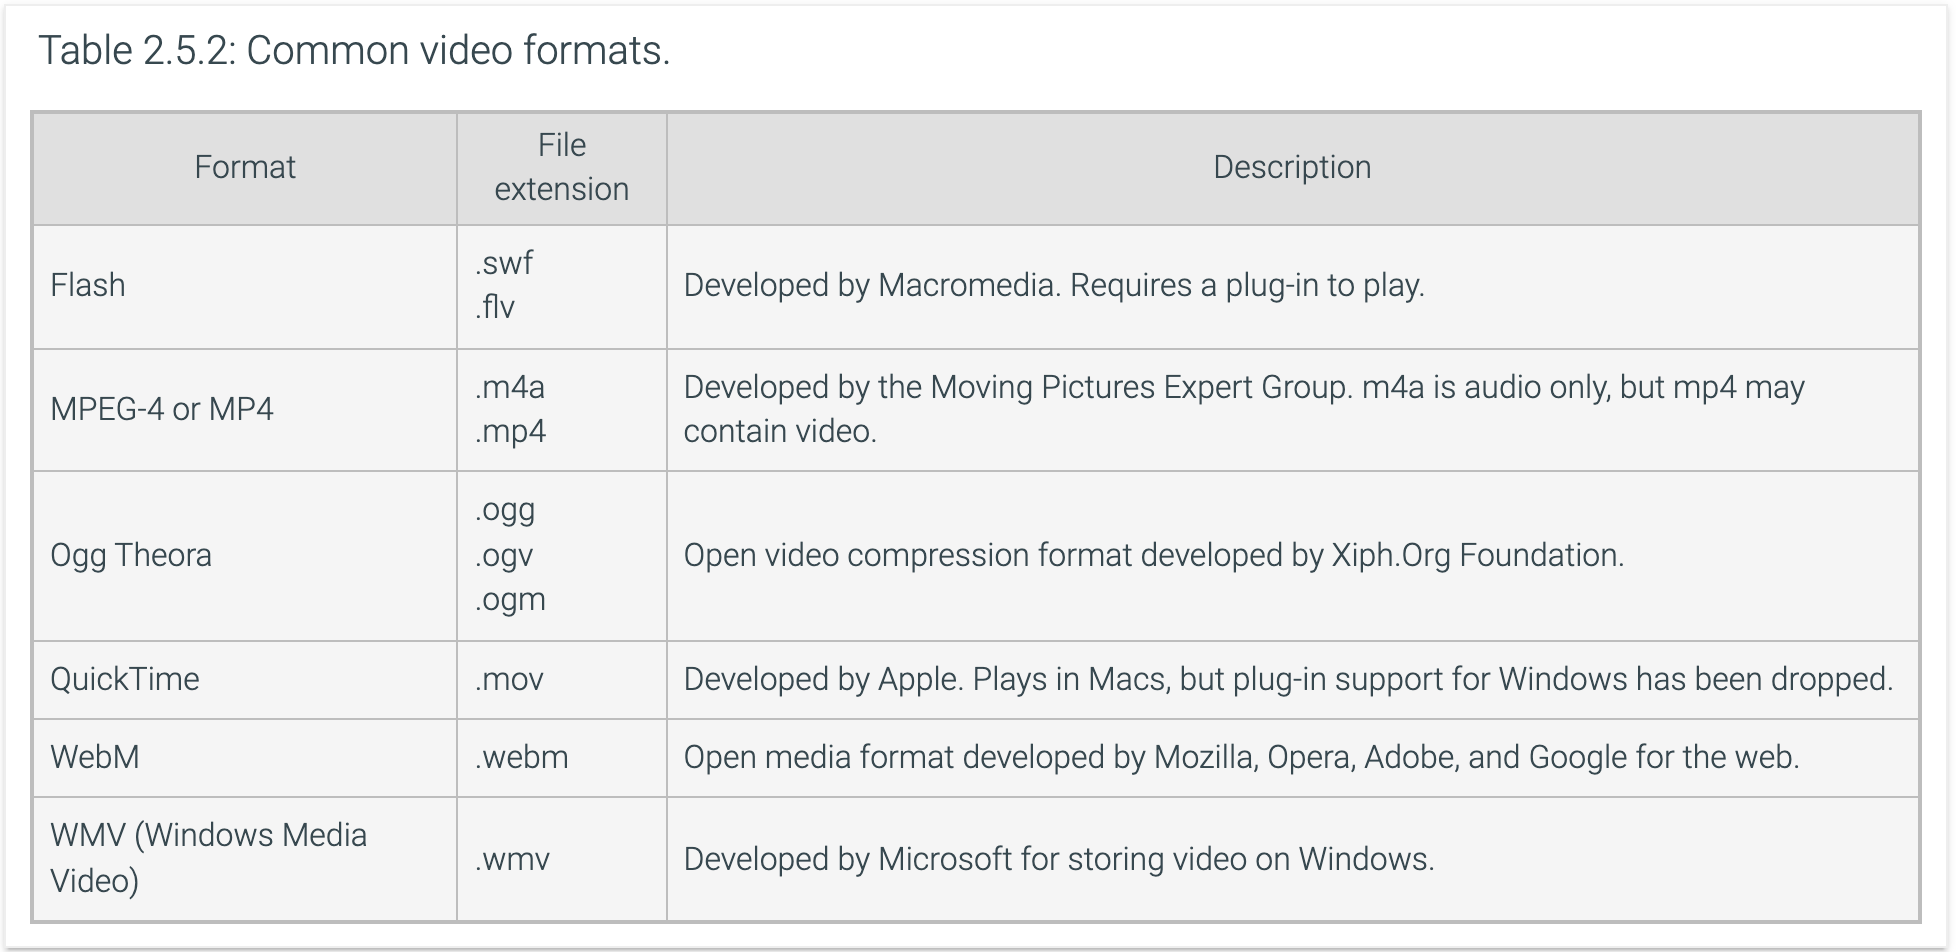 Table 2.5.2: Common video formats.
Format
File
extension
Description
Flash
.swf
.flv
Developed by Macromedia. Requires a plug-in to play.
MPEG-4 or MP4
.m4a
.mp4
Developed by the Moving Pictures Expert Group. m4a is audio only, but mp4 may
contain video.
Ogg Theora
.ogg
.ogv
.ogm
Open video compression format developed by Xiph.Org Foundation.
QuickTime
.mov
Developed by Apple. Plays in Macs, but plug-in support for Windows has been dropped.
WebM
.webm
Open media format developed by Mozilla, Opera, Adobe, and Google for the web.
WMV (Windows Media
Video)
.wmv
Developed by Microsoft for storing video on Windows.